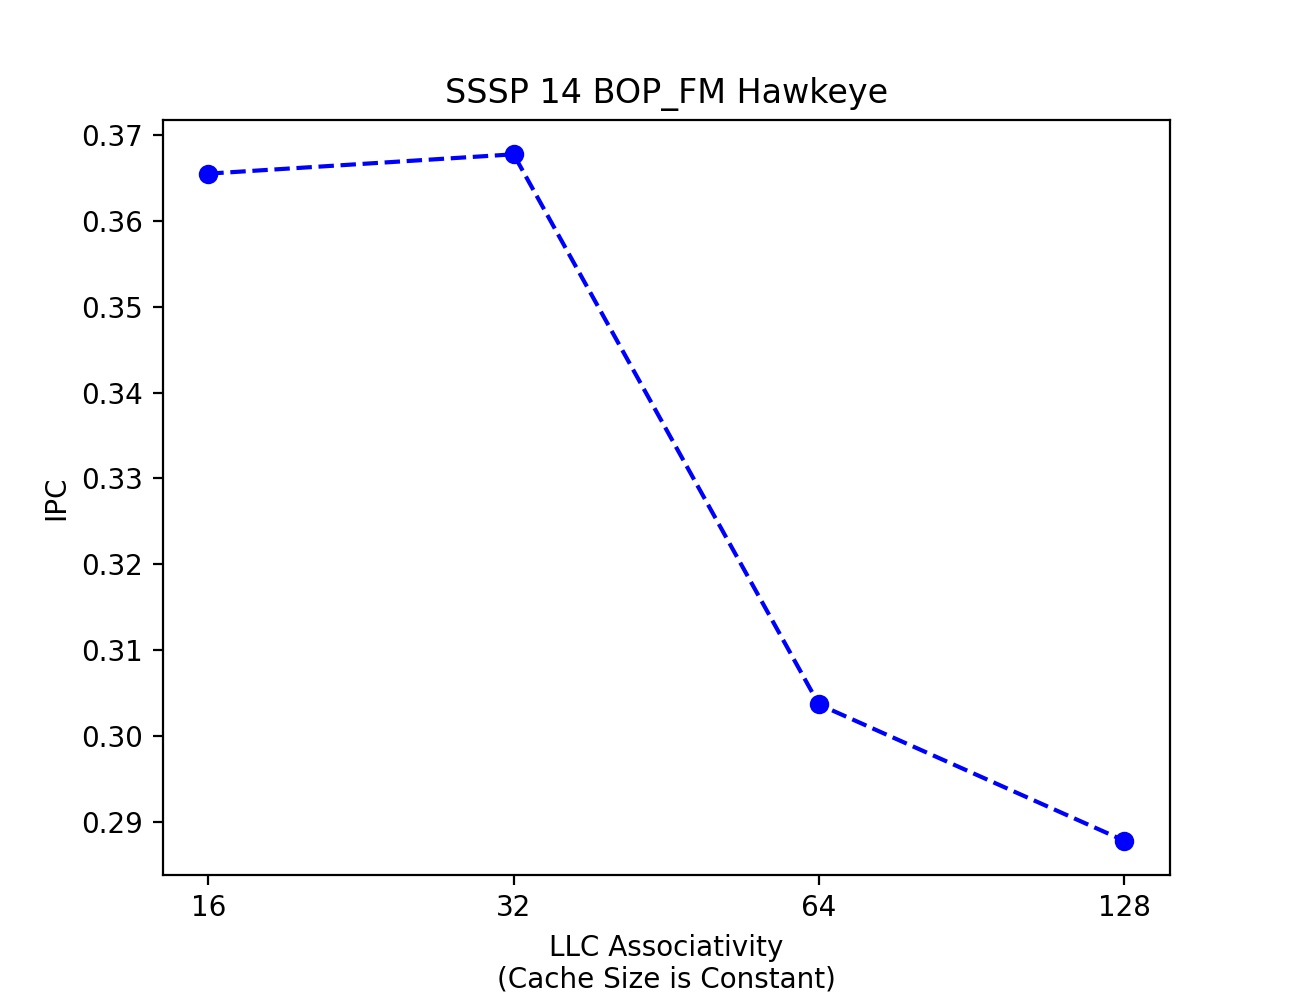 SSSP 14 BOP_FM Hawkeye
0.37
0.36
0.35
0.34
0.33
0.32
0.31
0.30
0.29
IPC
16 32 64 128
LLC Associativity
(Cache Size is Constant)